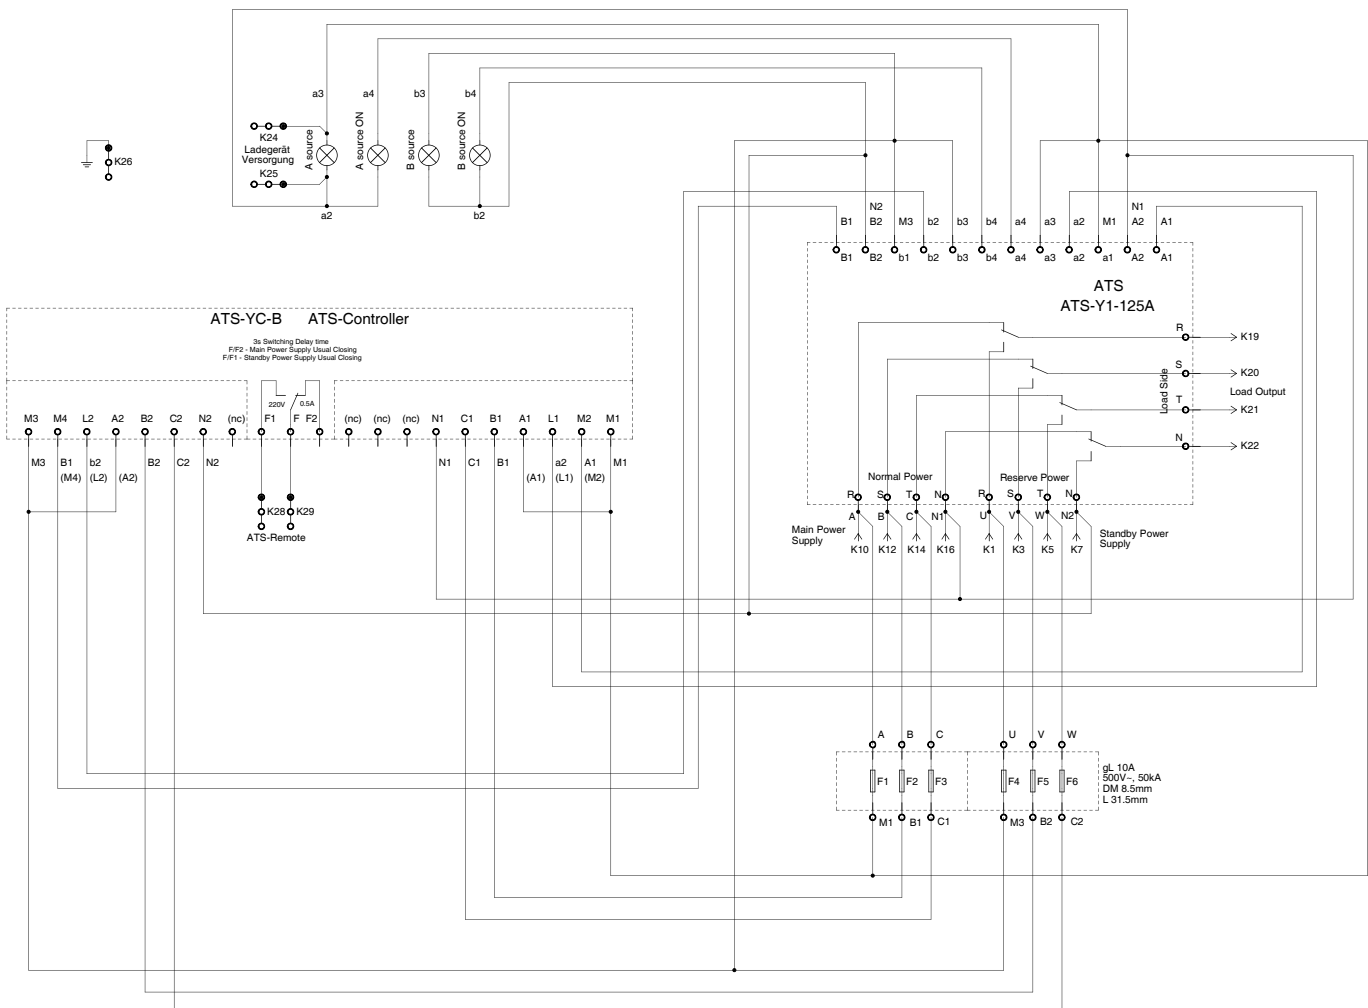 a3 a4 b3 b4
K24
Ladegerät
Versorgung
K25
A source
A source ON
B source
B source ON
K26
a2 b2
N2 N1
B1 B2 M3 b2 b3 b4 a4 a3 a2 M1 A2 A1
B1 B2 b1 b2 b3 b4 a4 a3 a2 a1 A2 A1
ATS
ATS-Y1-125A
ATS-YC-B ATS-Controller
3s Switching Delay time
F/F2 - Main Power Supply Usual Closing
F/F1 - Standby Power Supply Usual Closing
R
K19
S
K20
Load Side
Load Output
T
K21
N
K22
220V 0.5A
M3 M4 L2 A2 B2 C2 N2 (nc) F1 F F2 (nc) (nc) (nc) N1 C1 B1 A1 L1 M2 M1
M3 B1 b2 B2 C2 N2 N1 C1 B1 a2 A1 M1
(M4) (L2) (A2) (A1) (L1) (M2)
K28 K29
ATS-Remote
Normal Power Reserve Power
R S T N R S T N
A B C N1 U V W N2
Main Power
Supply
Standby Power
Supply
K10 K12 K14 K16 K1 K3 K5 K7
A B C U V W
F1 F2 F3 F4 F5 F6
gL 10A
500V~, 50kA
DM 8.5mm
L 31.5mm
M1 B1 C1 M3 B2 C2